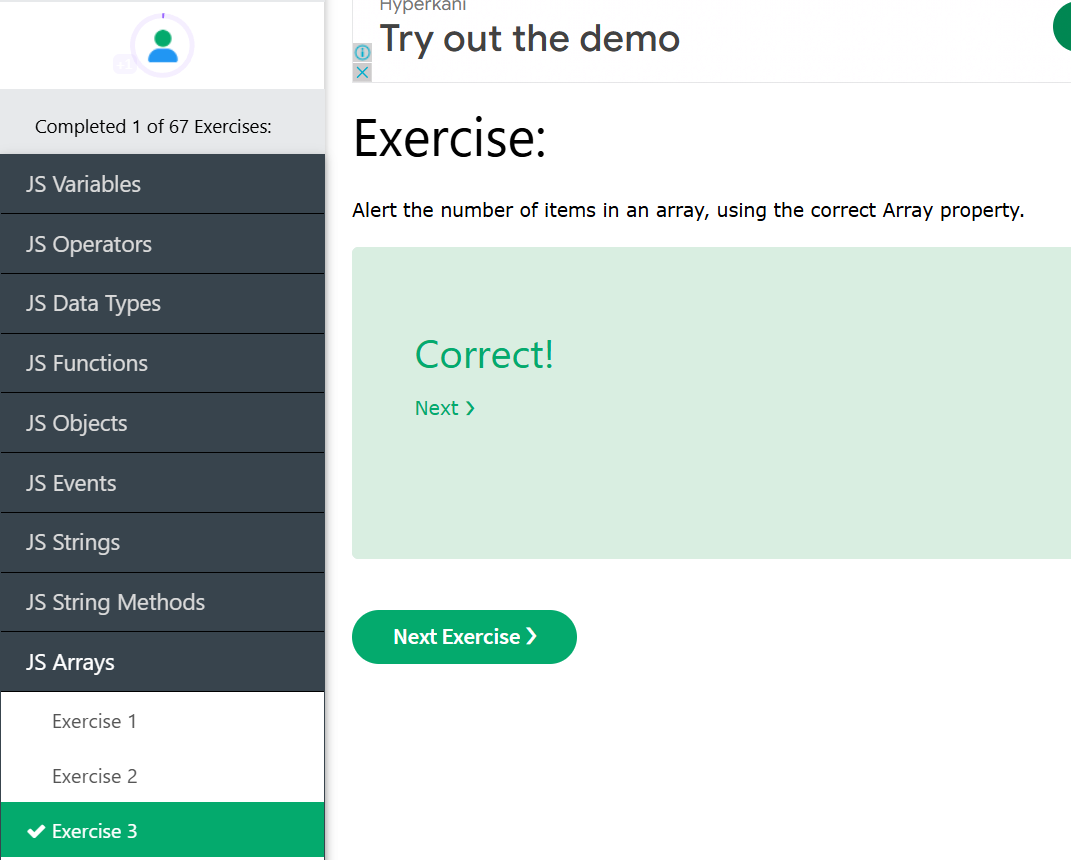 Hyperkani
Try out the demo
Completed 1 of 67 Exercises:
JS Variables
JS Operators
JS Data Types
JS Functions
JS Objects
JS Events
JS Strings
JS String Methods
JS Arrays
Exercise 1
Exercise 2
Exercise 3
Exercise:
Alert the number of items in an array, using the correct Array property.
Correct!
Next ❯
Next Exercise ❯